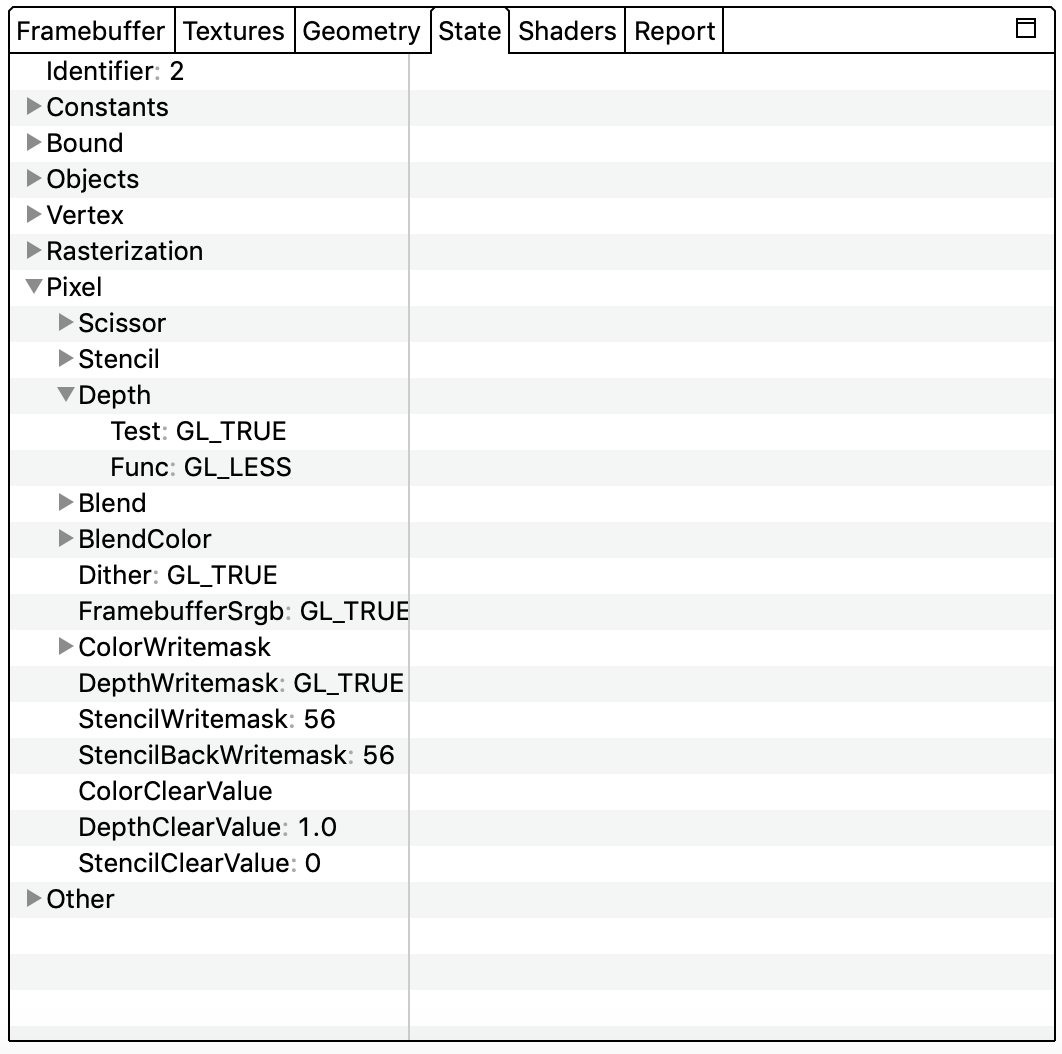 Framebuffer Textures Geometry State Shaders Report
Identifier: 2
Constants
Bound
Objects
Vertex
Rasterization
Pixel
Scissor
Stencil
Depth
Test: GL_TRUE
Func: GL_LESS
Blend
BlendColor
Dither: GL_TRUE
FramebufferSrgb: GL_TRUE
ColorWritemask
DepthWritemask: GL_TRUE
StencilWritemask: 56
StencilBackWritemask: 56
ColorClearValue
DepthClearValue: 1.0
StencilClearValue: 0
Other